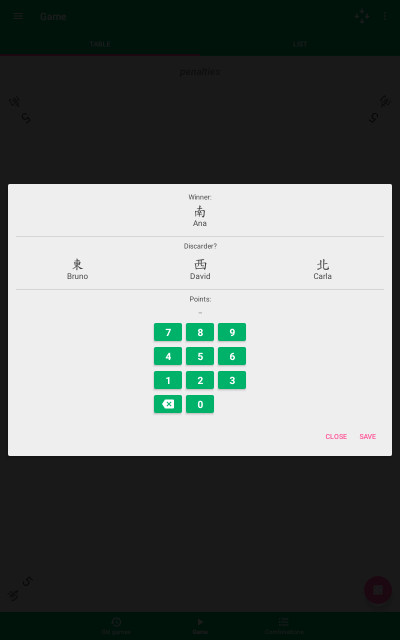 Game
TABLE LIST
Winner:
南
Ana
Discarder?
東 西 北
Bruno David Carla
Points:
_
7 8 9
4 5 6
1 2 3
0
CLOSE SAVE